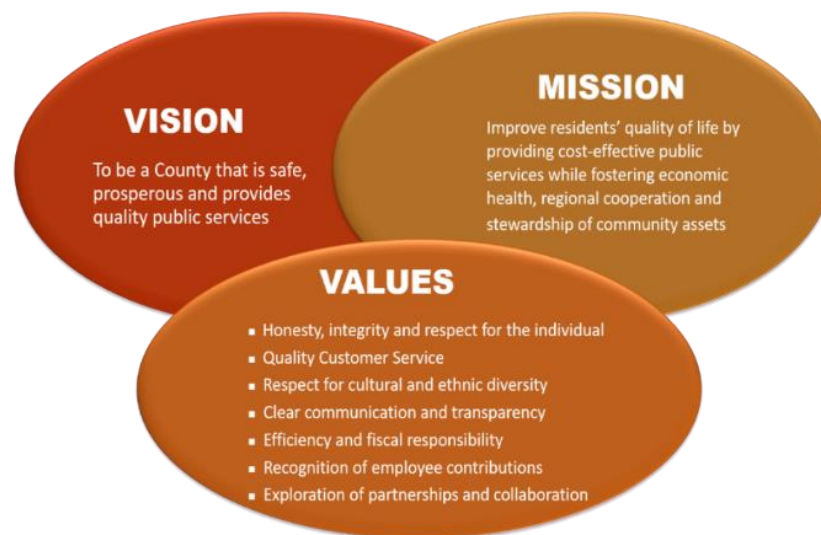 VISION
To be a County that is safe,
prosperous and provides
quality public services
MISSION
Improve residents’ quality of life by
providing cost-effective public
services while fostering economic
health, regional cooperation and
stewardship of community assets
VALUES
▪ Honesty, integrity and respect for the individual
▪ Quality Customer Service
▪ Respect for cultural and ethnic diversity
▪ Clear communication and transparency
▪ Efficiency and fiscal responsibility
▪ Recognition of employee contributions
▪ Exploration of partnerships and collaboration